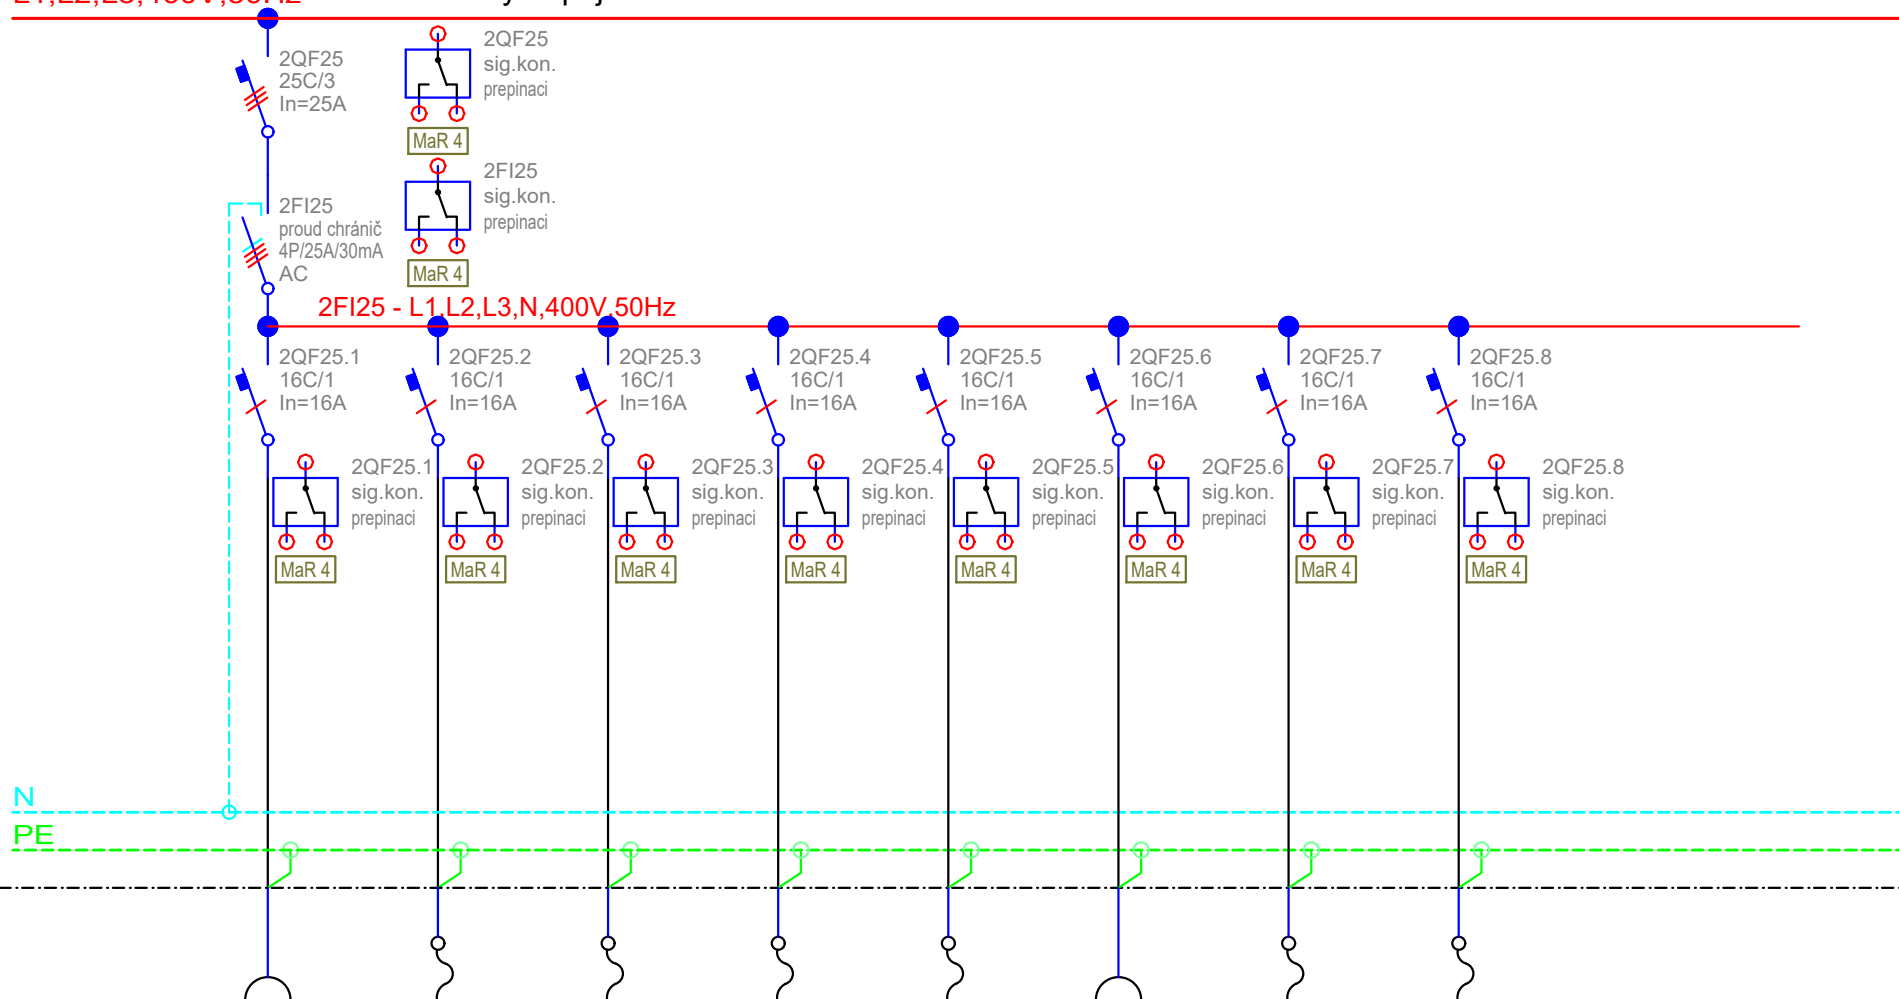 2QF25
25C/3
In=25A
2QF25
sig.kon.
prepinaci
MaR 4
2FI25
proud chránič
4P/25A/30mA
AC
2FI25
sig.kon.
prepinaci
MaR 4
2FI25 - L1,L2,L3,N,400V,50Hz
2QF25.1
16C/1
In=16A
2QF25.2
16C/1
In=16A
2QF25.3
16C/1
In=16A
2QF25.4
16C/1
In=16A
2QF25.5
16C/1
In=16A
2QF25.6
16C/1
In=16A
2QF25.7
16C/1
In=16A
2QF25.8
16C/1
In=16A
2QF25.1
sig.kon.
prepinaci
MaR 4
2QF25.2
sig.kon.
prepinaci
MaR 4
2QF25.3
sig.kon.
prepinaci
MaR 4
2QF25.4
sig.kon.
prepinaci
MaR 4
2QF25.5
sig.kon.
prepinaci
MaR 4
2QF25.6
sig.kon.
prepinaci
MaR 4
2QF25.7
sig.kon.
prepinaci
MaR 4
2QF25.8
sig.kon.
prepinaci
MaR 4
N
PE